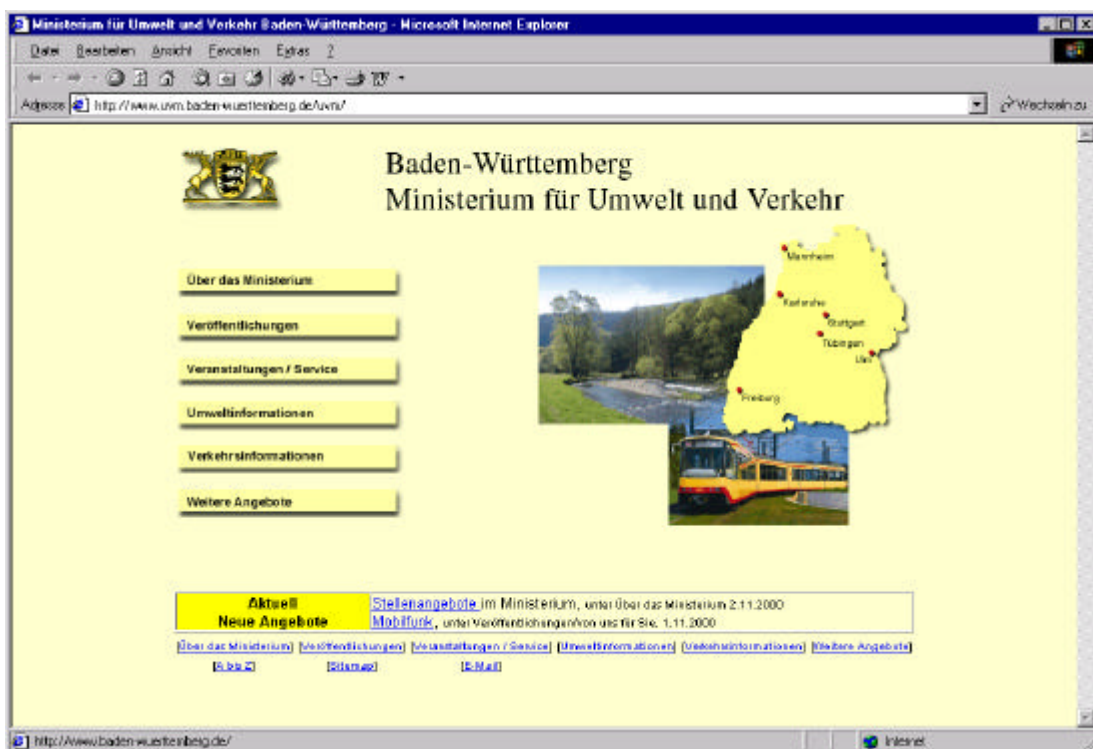 Ministerium für Umwelt und Verkehr Baden-Württemberg - Microsoft Internet Explorer
Datei Bearbeiten Ansicht Favoriten Extras ?
Adresse http://www.uvm.baden-wuerttemberg.de/uvm/ Wechseln zu
Baden-Württemberg
Ministerium für Umwelt und Verkehr
Mannheim
Karlsruhe
Stuttgart
Tübingen
Ulm
Freiburg
Über das Ministerium
Veröffentlichungen
Veranstaltungen / Service
Umweltinformationen
Verkehrsinformationen
Weitere Angebote
Aktuell Stellenangebote im Ministerium, unter Über das Ministerium 2.11.2000
Neue Angebote Mobilfunk, unter Veröffentlichungen/von uns für Sie, 1.11.2000
[Über das Ministerium] [Veröffentlichungen] [Veranstaltungen / Service] [Umweltinformationen] [Verkehrsinformationen] [Weitere Angebote]
[A bis Z] [Sitemap] [E-Mail]
http://www.baden-wuerttemberg.de/ Internet